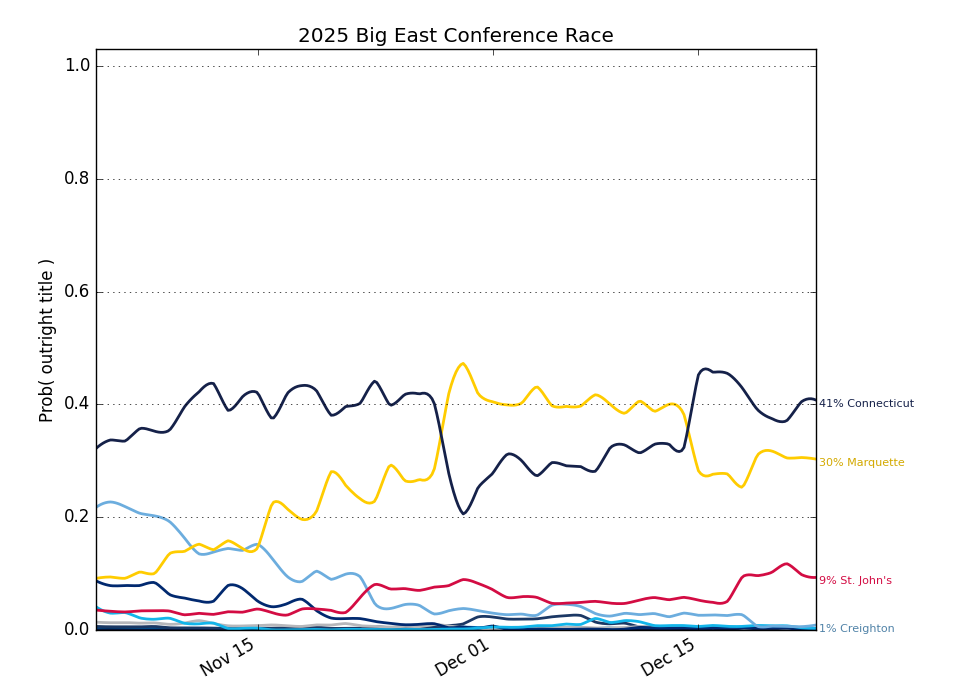 2025 Big East Conference Race
Prob( outright title )
1.0
0.8
0.6
0.4
0.2
0.0
41% Connecticut
30% Marquette
9% St. John's
1% Creighton
Nov 15
Dec 01
Dec 15